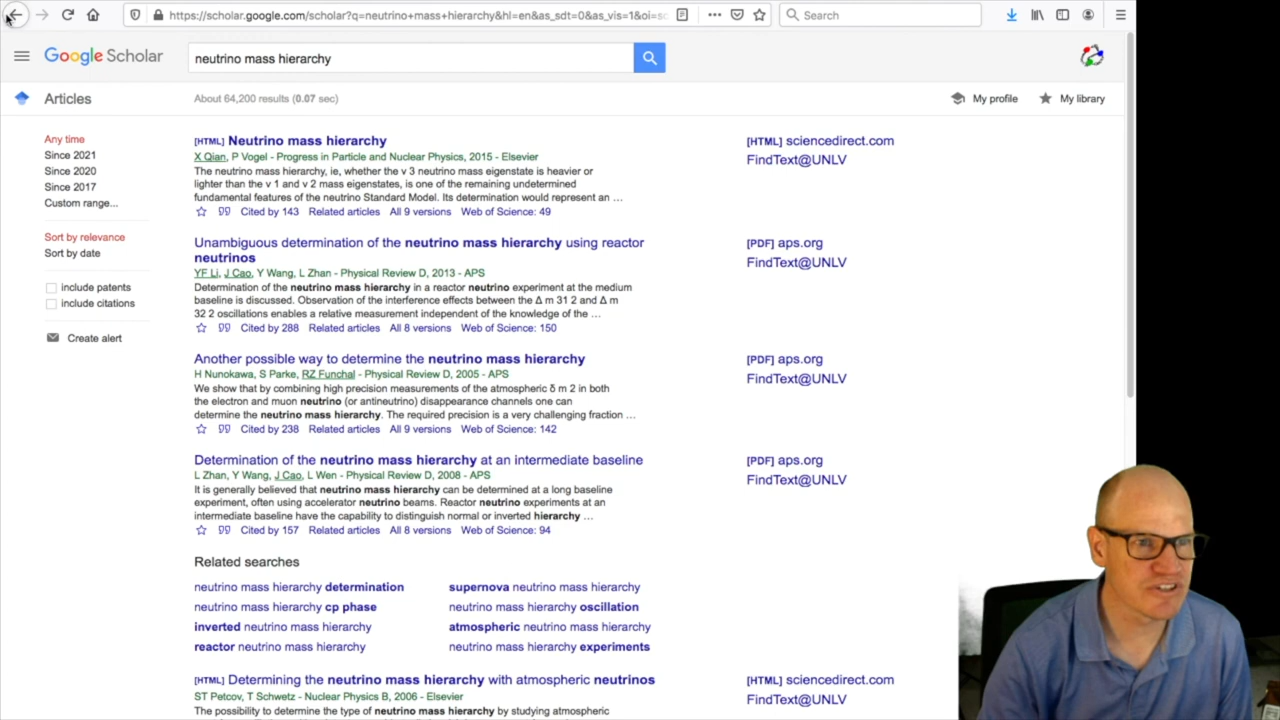 https://scholar.google.com/scholar?q=neutrino+mass+hierarchy&hl=en&as_sdt=0&as_vis=1&oi=sc
Search
Google Scholar
neutrino mass hierarchy
Articles
About 64,200 results (0.07 sec)
My profile
My library
Any time
Since 2021
Since 2020
Since 2017
Custom range...
Sort by relevance
Sort by date
include patents
include citations
Create alert
[HTML] Neutrino mass hierarchy
X Qian, P Vogel - Progress in Particle and Nuclear Physics, 2015 - Elsevier
The neutrino mass hierarchy, ie, whether the ν 3 neutrino mass eigenstate is heavier or
lighter than the ν 1 and ν 2 mass eigenstates, is one of the remaining undetermined
fundamental features of the neutrino Standard Model. Its determination would represent an …
Cited by 143 Related articles All 9 versions Web of Science: 49
[HTML] sciencedirect.com
FindText@UNLV
Unambiguous determination of the neutrino mass hierarchy using reactor
neutrinos
YF Li, J Cao, Y Wang, L Zhan - Physical Review D, 2013 - APS
Determination of the neutrino mass hierarchy in a reactor neutrino experiment at the medium
baseline is discussed. Observation of the interference effects between the Δ m 31 2 and Δ m
32 2 oscillations enables a relative measurement independent of the knowledge of the …
Cited by 288 Related articles All 8 versions Web of Science: 150
[PDF] aps.org
FindText@UNLV
Another possible way to determine the neutrino mass hierarchy
H Nunokawa, S Parke, RZ Funchal - Physical Review D, 2005 - APS
We show that by combining high precision measurements of the atmospheric δ m 2 in both
the electron and muon neutrino (or antineutrino) disappearance channels one can
determine the neutrino mass hierarchy. The required precision is a very challenging fraction …
Cited by 238 Related articles All 9 versions Web of Science: 142
[PDF] aps.org
FindText@UNLV
Determination of the neutrino mass hierarchy at an intermediate baseline
L Zhan, Y Wang, J Cao, L Wen - Physical Review D, 2008 - APS
It is generally believed that neutrino mass hierarchy can be determined at a long baseline
experiment, often using accelerator neutrino beams. Reactor neutrino experiments at an
intermediate baseline have the capability to distinguish normal or inverted hierarchy …
Cited by 157 Related articles All 8 versions Web of Science: 94
[PDF] aps.org
FindText@UNLV
Related searches
neutrino mass hierarchy determination
neutrino mass hierarchy cp phase
inverted neutrino mass hierarchy
reactor neutrino mass hierarchy
supernova neutrino mass hierarchy
neutrino mass hierarchy oscillation
atmospheric neutrino mass hierarchy
neutrino mass hierarchy experiments
[HTML] Determining the neutrino mass hierarchy with atmospheric neutrinos
ST Petcov, T Schwetz - Nuclear Physics B, 2006 - Elsevier
The possibility to determine the type of neutrino mass hierarchy by studying atmospheric
[HTML] sciencedirect.com
FindText@UNLV